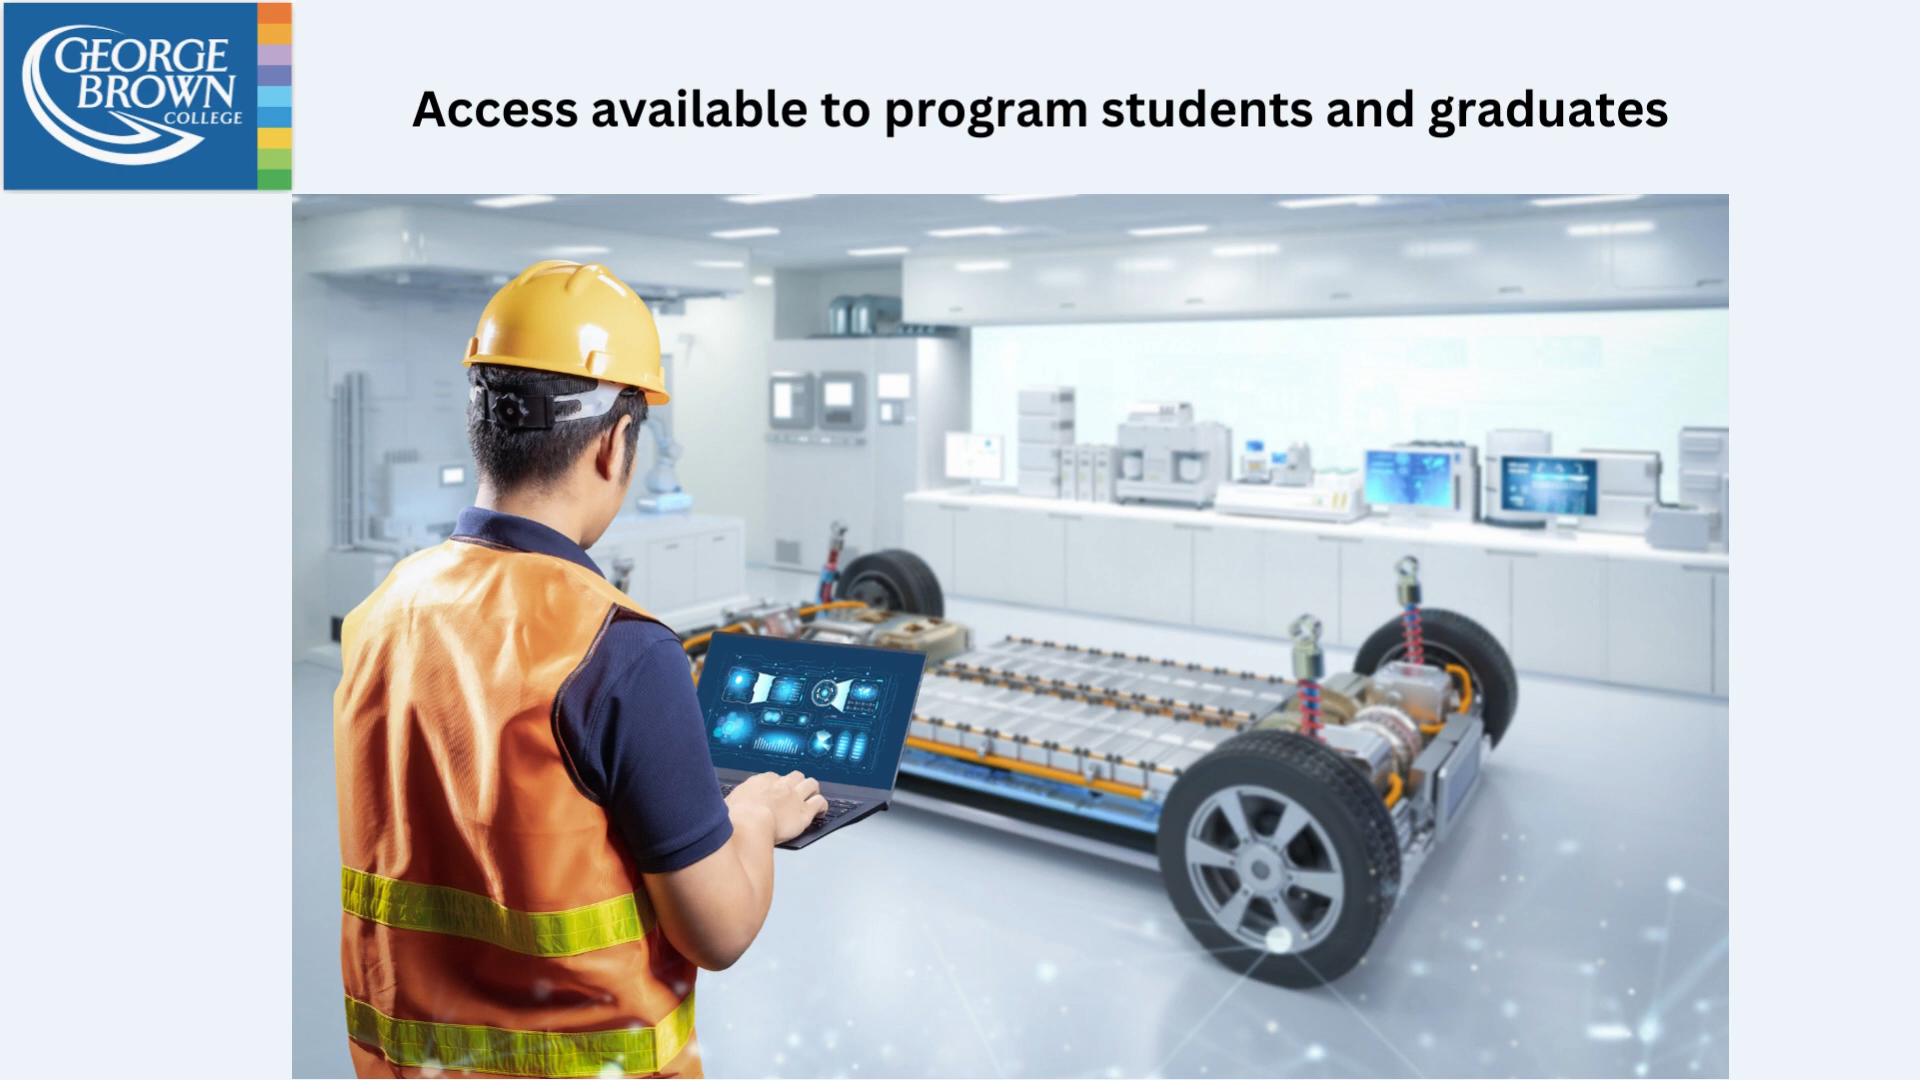 GEORGE
BROWN
COLLEGE
Access available to program students and graduates